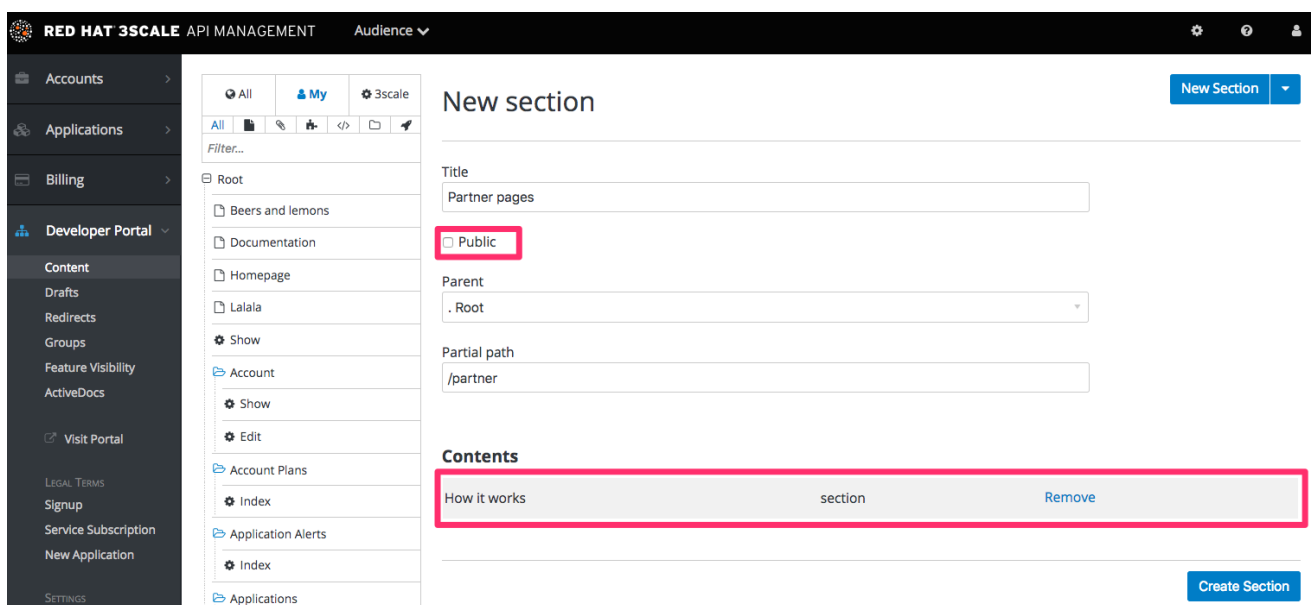 RED HAT 3SCALE API MANAGEMENT Audience
Accounts
Applications
Billing
Developer Portal
Content
Drafts
Redirects
Groups
Feature Visibility
ActiveDocs
Visit Portal
LEGAL TERMS
Signup
Service Subscription
New Application
SETTINGS
All My 3scale
All
Filter...
Root
Beers and lemons
Documentation
Homepage
Lalala
Show
Account
Show
Edit
Account Plans
Index
Application Alerts
Index
Applications
New section
New Section
Title
Partner pages
Public
Parent
. Root
Partial path
/partner
Contents
How it works section Remove
Create Section